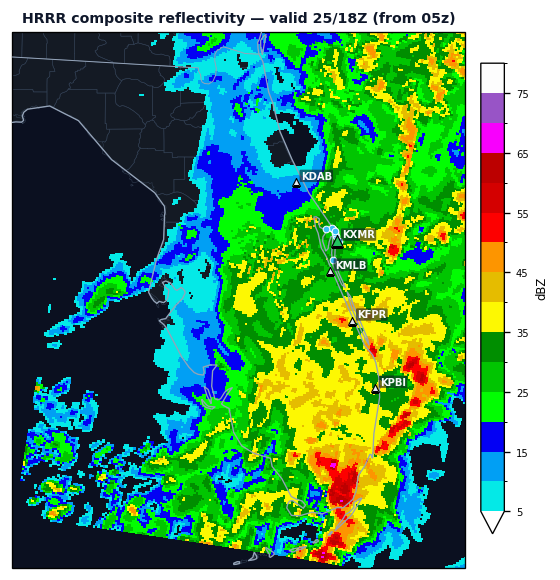 HRRR composite reflectivity — valid 25/18Z (from 05z)
KDAB
KXMR
KMLB
KFPR
KPBI
75
65
55
45
35
25
15
5
dBZ